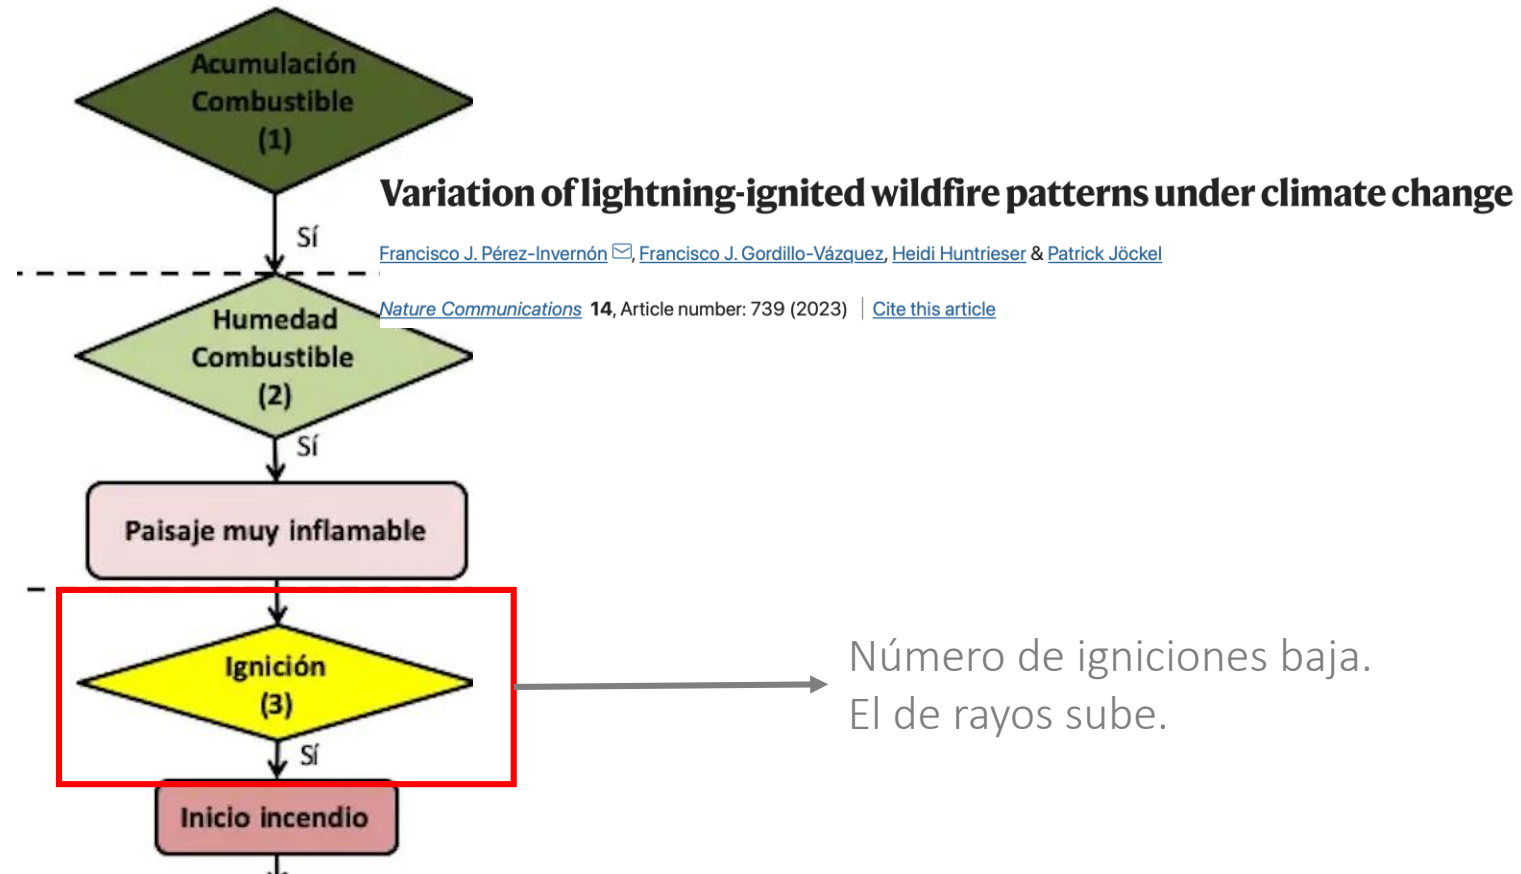 Acumulación
Combustible
(1)
Sí
Variation of lightning-ignited wildfire patterns under climate change
Francisco J. Pérez-Invernón, Francisco J. Gordillo-Vázquez, Heidi Huntrieser & Patrick Jöckel
Nature Communications 14, Article number: 739 (2023) | Cite this article
Humedad
Combustible
(2)
Sí
Paisaje muy inflamable
Ignición
(3)
Sí
Inicio incendio
Número de igniciones baja.
El de rayos sube.